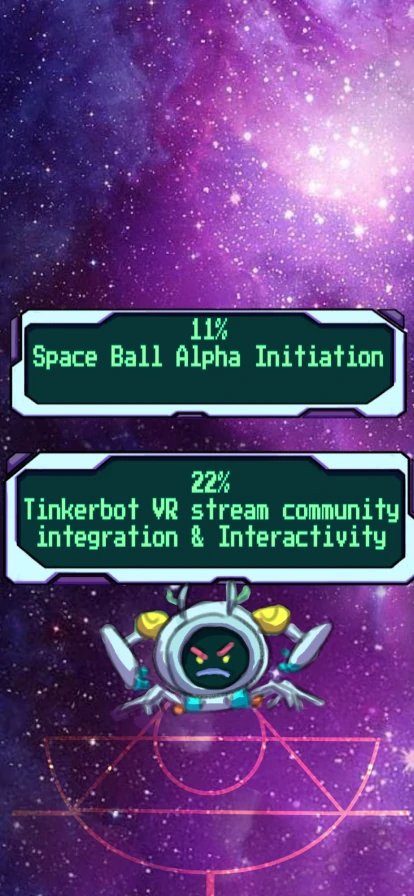 11%
Space Ball Alpha Initiation
22%
Tinkerbot VR stream community
integration & Interactivity